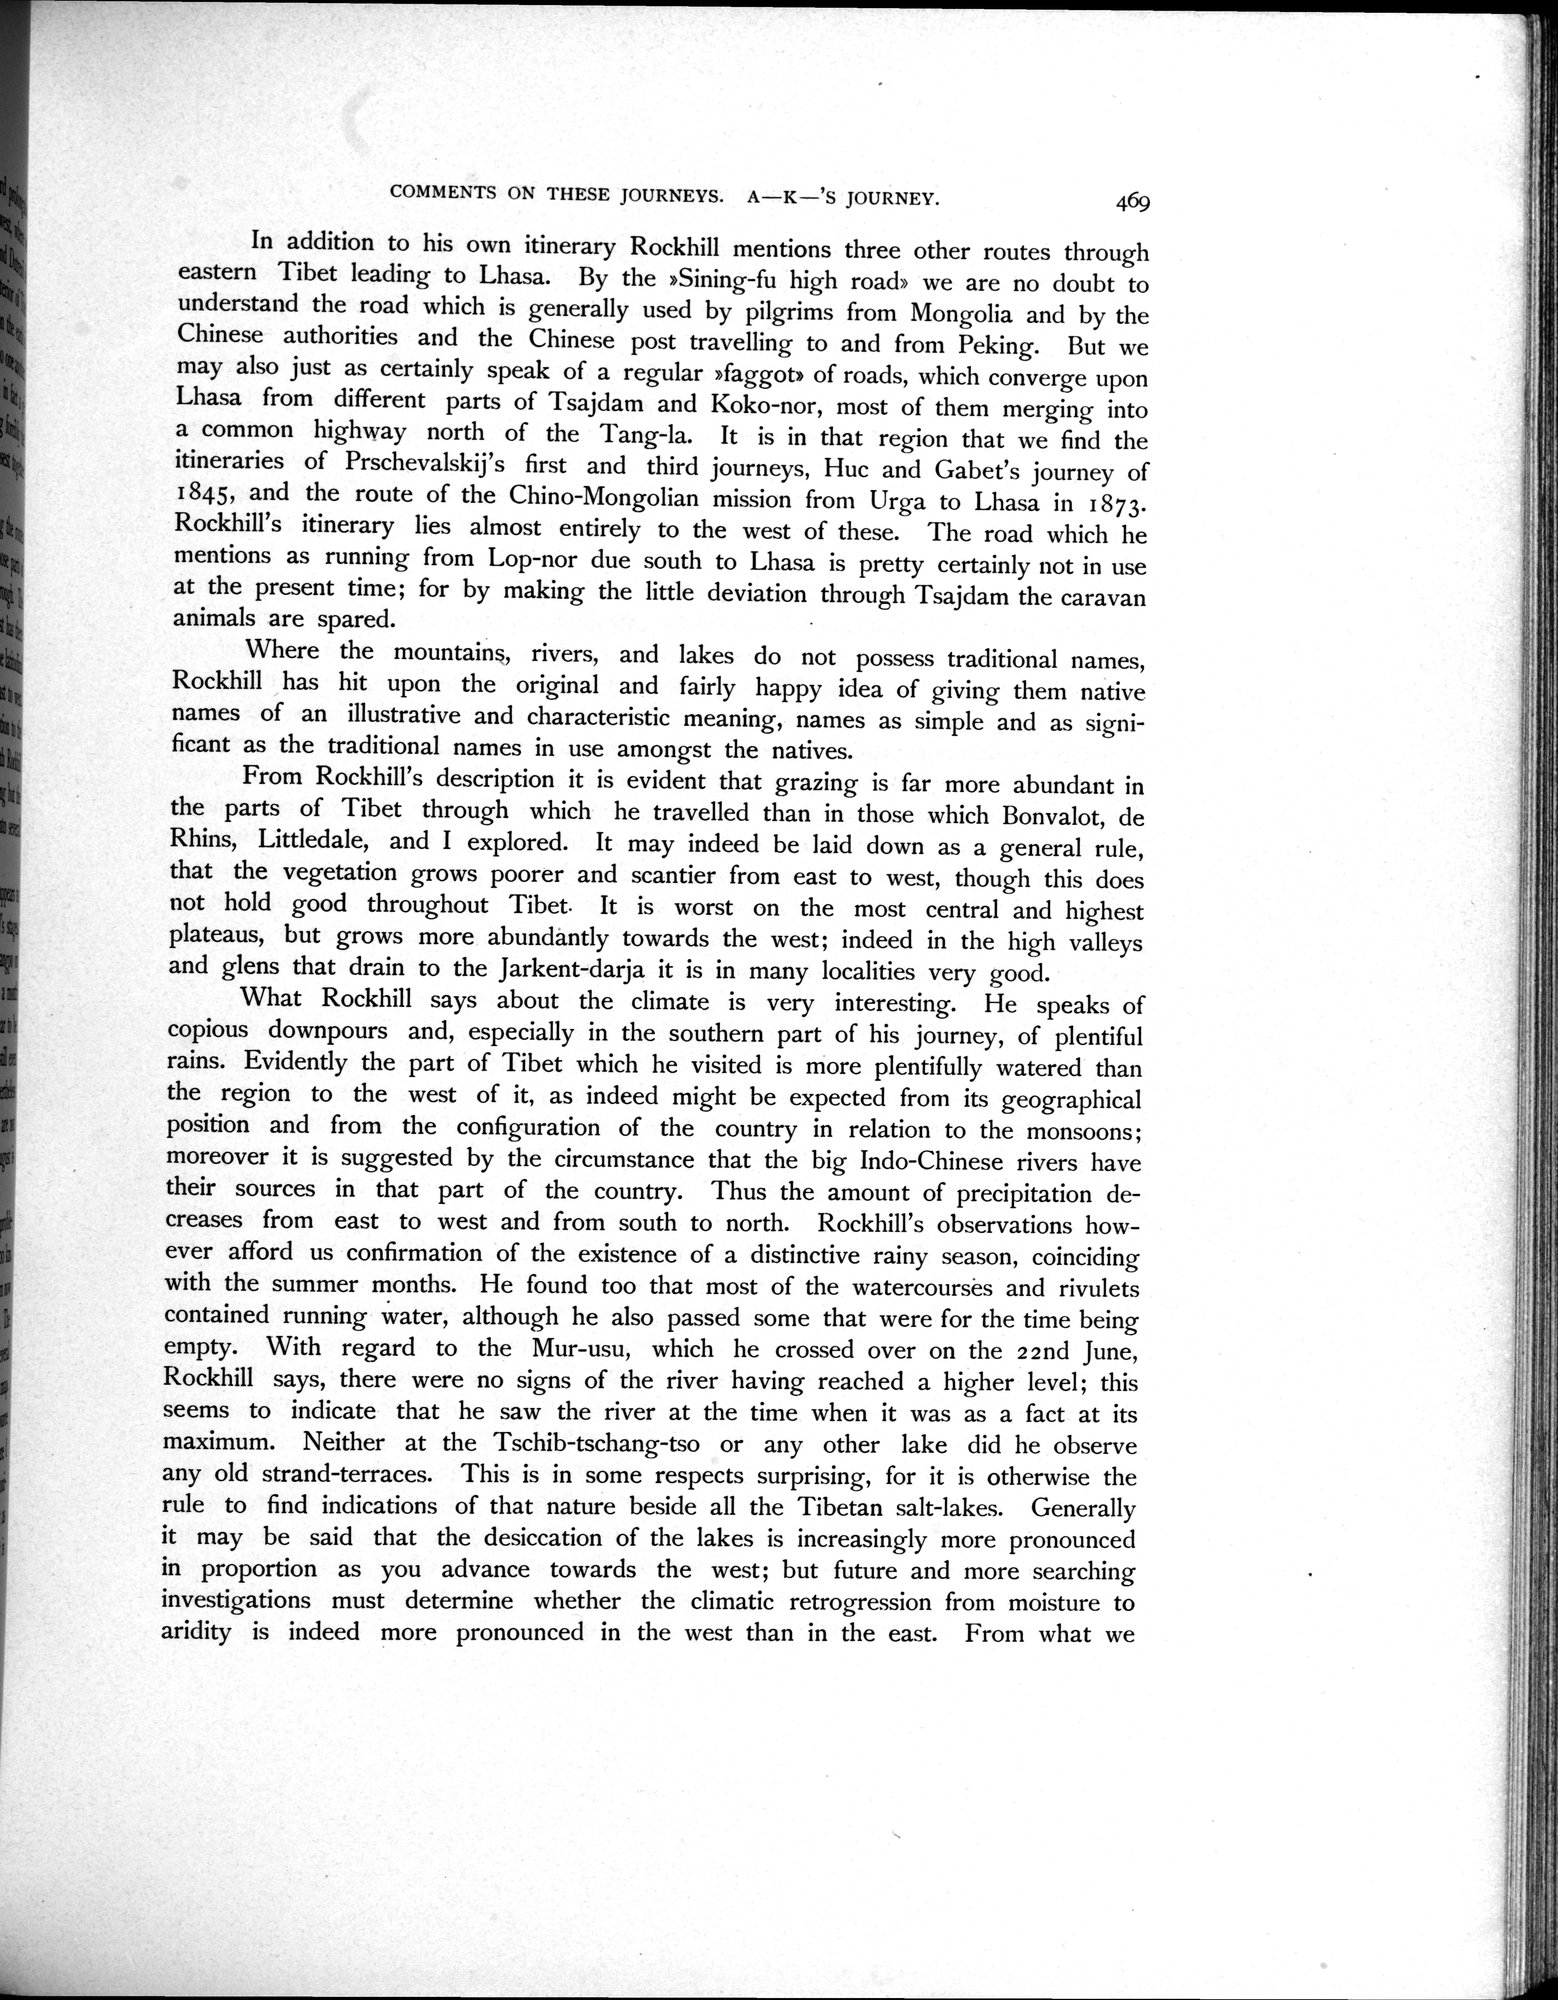 COMMENTS ON THESE JOURNEYS. A—K—'S JOURNEY. 469
In addition to his own itinerary Rockhill mentions three other routes through
eastern Tibet leading to Lhasa. By the »Sining-fu high road» we are no doubt to
understand the road which is generally used by pilgrims from Mongolia and by the
Chinese authorities and the Chinese post travelling to and from Peking. But we
may also just as certainly speak of a regular »faggot» of roads, which converge upon
Lhasa from different parts of Tsajdam and Koko-nor, most of them merging into
a common highway north of the Tang-la. It is in that region that we find the
itineraries of Prschevalskij's first and third journeys, Huc and Gabet's journey of
1845, and the route of the Chino-Mongolian mission from Urga to Lhasa in 1873.
Rockhill's itinerary lies almost entirely to the west of these. The road which he
mentions as running from Lop-nor due south to Lhasa is pretty certainly not in use
at the present time; for by making the little deviation through Tsajdam the caravan
animals are spared.
Where the mountains, rivers, and lakes do not possess traditional names,
Rockhill has hit upon the original and fairly happy idea of giving them native
names of an illustrative and characteristic meaning, names as simple and as signi-
ficant as the traditional names in use amongst the natives.
From Rockhill's description it is evident that grazing is far more abundant in
the parts of Tibet through which he travelled than in those which Bonvalot, de
Rhins, Littledale, and I explored. It may indeed be laid down as a general rule,
that the vegetation grows poorer and scantier from east to west, though this does
not hold good throughout Tibet. It is worst on the most central and highest
plateaus, but grows more abundantly towards the west; indeed in the high valleys
and glens that drain to the Jarkent-darja it is in many localities very good.
What Rockhill says about the climate is very interesting. He speaks of
copious downpours and, especially in the southern part of his journey, of plentiful
rains. Evidently the part of Tibet which he visited is more plentifully watered than
the region to the west of it, as indeed might be expected from its geographical
position and from the configuration of the country in relation to the monsoons;
moreover it is suggested by the circumstance that the big Indo-Chinese rivers have
their sources in that part of the country. Thus the amount of precipitation de-
creases from east to west and from south to north. Rockhill's observations how-
ever afford us confirmation of the existence of a distinctive rainy season, coinciding
with the summer months. He found too that most of the watercourses and rivulets
contained running water, although he also passed some that were for the time being
empty. With regard to the Mur-usu, which he crossed over on the 22nd June,
Rockhill says, there were no signs of the river having reached a higher level; this
seems to indicate that he saw the river at the time when it was as a fact at its
maximum. Neither at the Tschib-tschang-tso or any other lake did he observe
any old strand-terraces. This is in some respects surprising, for it is otherwise the
rule to find indications of that nature beside all the Tibetan salt-lakes. Generally
it may be said that the desiccation of the lakes is increasingly more pronounced
in proportion as you advance towards the west; but future and more searching
investigations must determine whether the climatic retrogression from moisture to
aridity is indeed more pronounced in the west than in the east. From what we